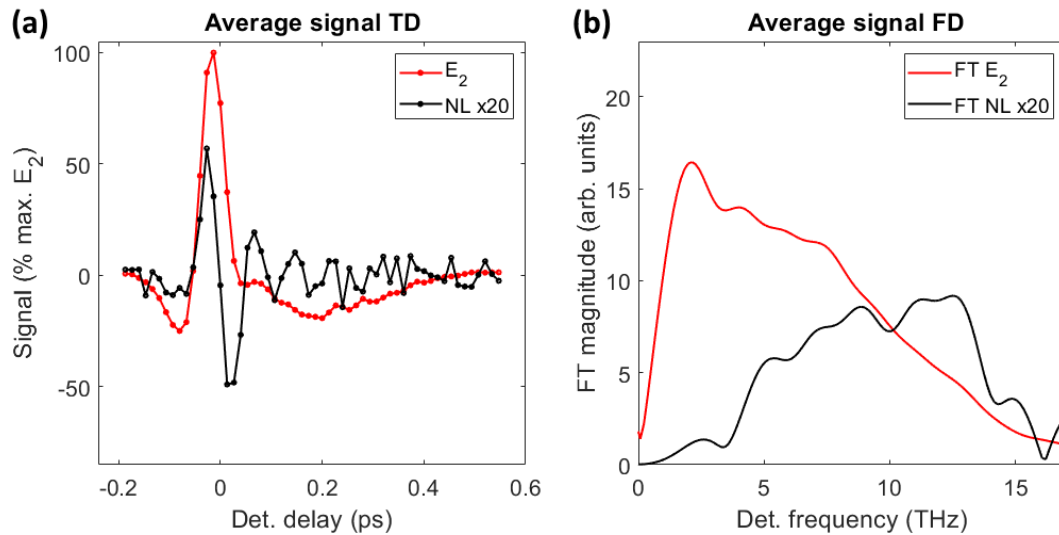 (a)
Average signal TD
E₂
NL x20
100
50
0
-50
Signal (% max. E₂)
-0.2
0
0.2
0.4
0.6
Det. delay (ps)
(b)
Average signal FD
FT E₂
FT NL x20
20
15
10
5
0
FT magnitude (arb. units)
0
5
10
15
Det. frequency (THz)